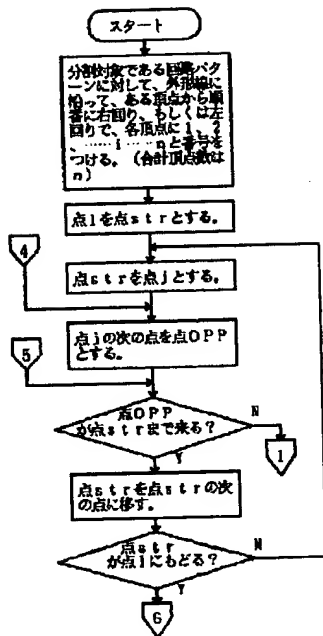 スタート
分割対象である回路パタ
ーンに対して、外形線に
沿って、ある頂点から順
番に右回り、もしくは左
回りで、各頂点に1、2
、……i……nと番号を
つける。(合計頂点数は
n)
点1を点strとする。
4
点strを点jとする。
点jの次の点を点OPP
とする。
5
点OPP
が点strまで来る?
N
1
Y
点strを点strの次
の点に移す。
点str
が点1にもどる?
N
Y
6